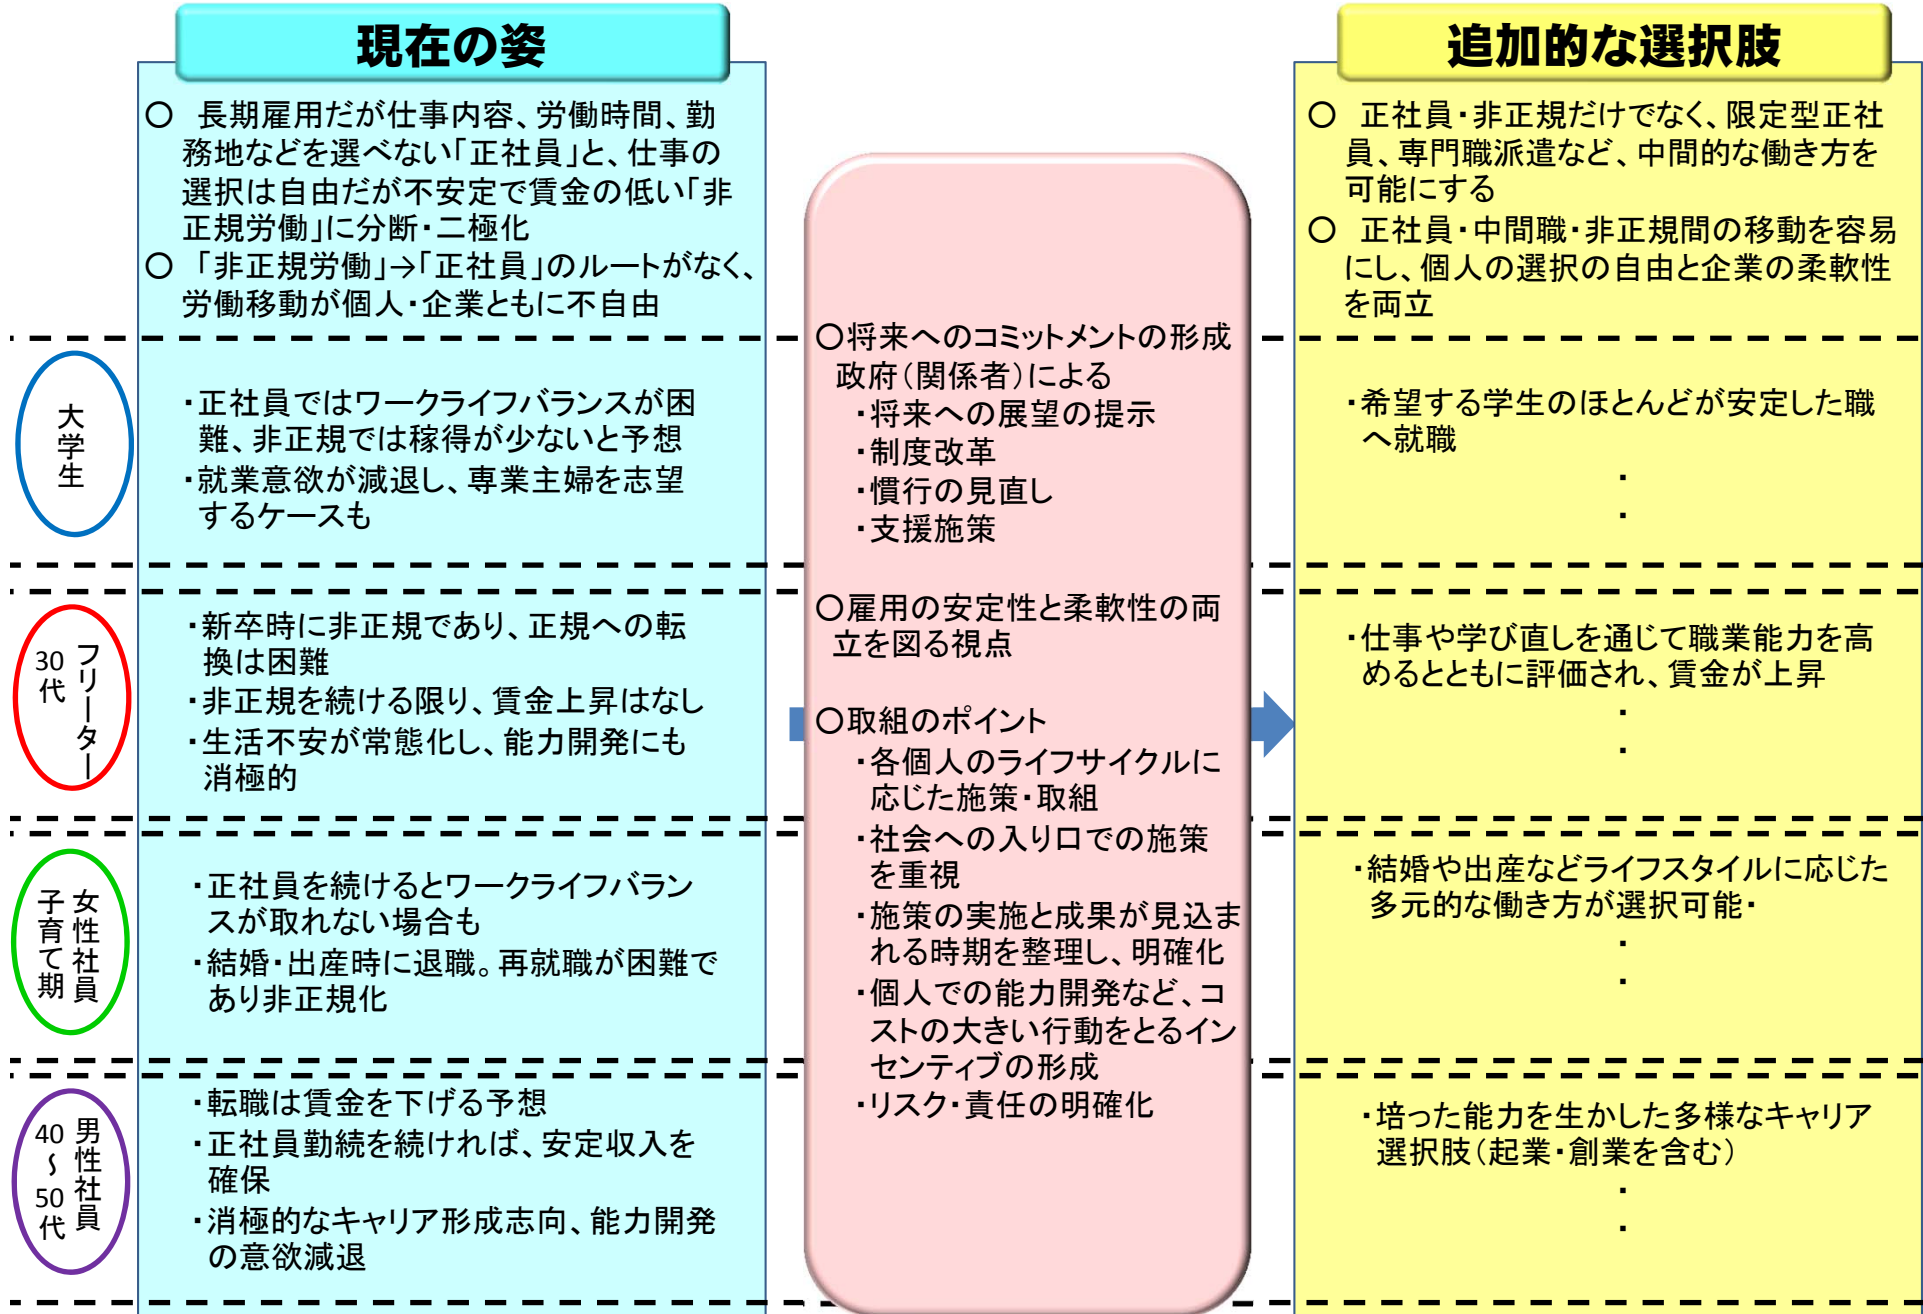 現在の姿
○ 長期雇用だが仕事内容、労働時間、勤
務地などを選べない「正社員」と、仕事の
選択は自由だが不安定で賃金の低い「非
正規労働」に分断・二極化
○ 「非正規労働」→「正社員」のルートがなく、
労働移動が個人・企業ともに不自由
大学生
・正社員ではワークライフバランスが困
難、非正規では稼得が少ないと予想
・就業意欲が減退し、専業主婦を志望
するケースも
フリーター
30代
・新卒時に非正規であり、正規への転
換は困難
・非正規を続ける限り、賃金上昇はなし
・生活不安が常態化し、能力開発にも
消極的
女性社員
子育て期
・正社員を続けるとワークライフバラン
スが取れない場合も
・結婚・出産時に退職。再就職が困難で
あり非正規化
男性社員
40～50代
・転職は賃金を下げる予想
・正社員勤続を続ければ、安定収入を
確保
・消極的なキャリア形成志向、能力開発
の意欲減退
○将来へのコミットメントの形成
政府（関係者）による
・将来への展望の提示
・制度改革
・慣行の見直し
・支援施策
○雇用の安定性と柔軟性の両
立を図る視点
○取組のポイント
・各個人のライフサイクルに
応じた施策・取組
・社会への入り口での施策
を重視
・施策の実施と成果が見込ま
れる時期を整理し、明確化
・個人での能力開発など、コ
ストの大きい行動をとるイン
センティブの形成
・リスク・責任の明確化
追加的な選択肢
○ 正社員・非正規だけでなく、限定型正社
員、専門職派遣など、中間的な働き方を
可能にする
○ 正社員・中間職・非正規間の移動を容易
にし、個人の選択の自由と企業の柔軟性
を両立
・希望する学生のほとんどが安定した職
へ就職
・
・
・仕事や学び直しを通じて職業能力を高
めるとともに評価され、賃金が上昇
・
・
・結婚や出産などライフスタイルに応じた
多元的な働き方が選択可能・
・
・
・培った能力を生かした多様なキャリア
選択肢（起業・創業を含む）
・
・